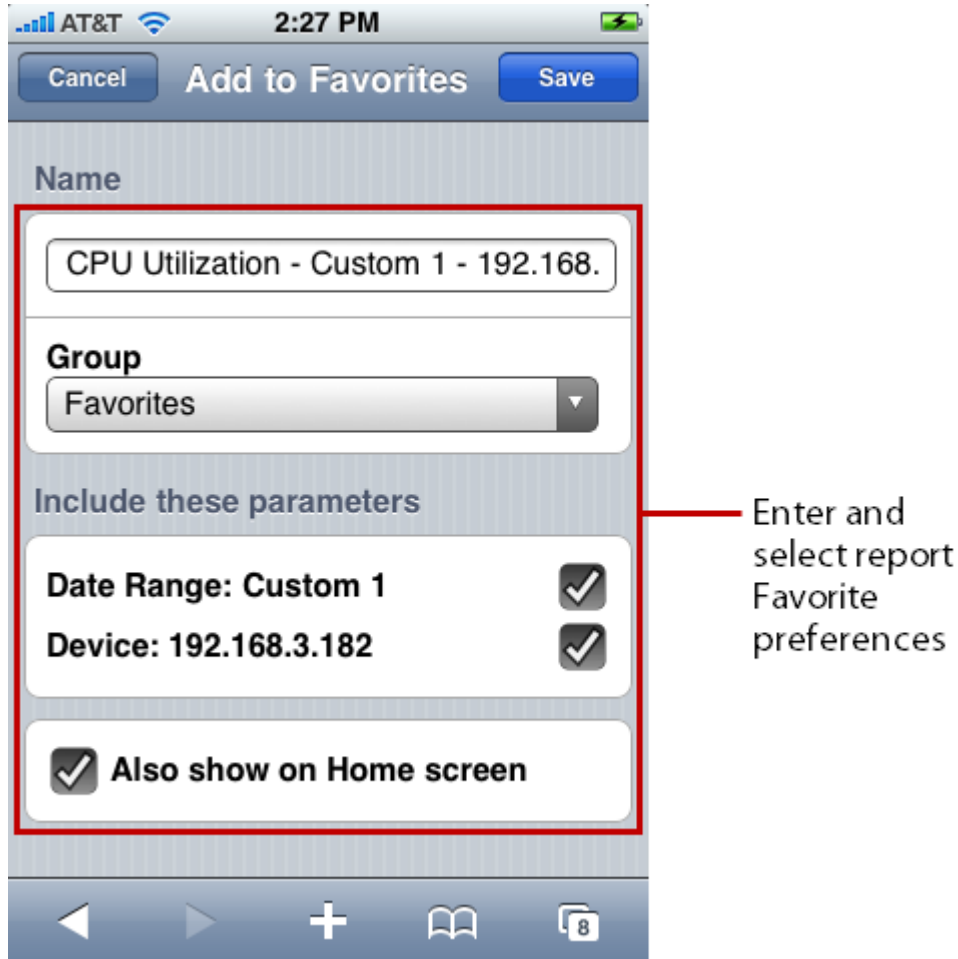 AT&T 2:27 PM
Cancel Add to Favorites Save
Name
CPU Utilization - Custom 1 - 192.168.
Group
Favorites
Include these parameters
Date Range: Custom 1
Device: 192.168.3.182
Also show on Home screen
Enter and
select report
Favorite
preferences
8